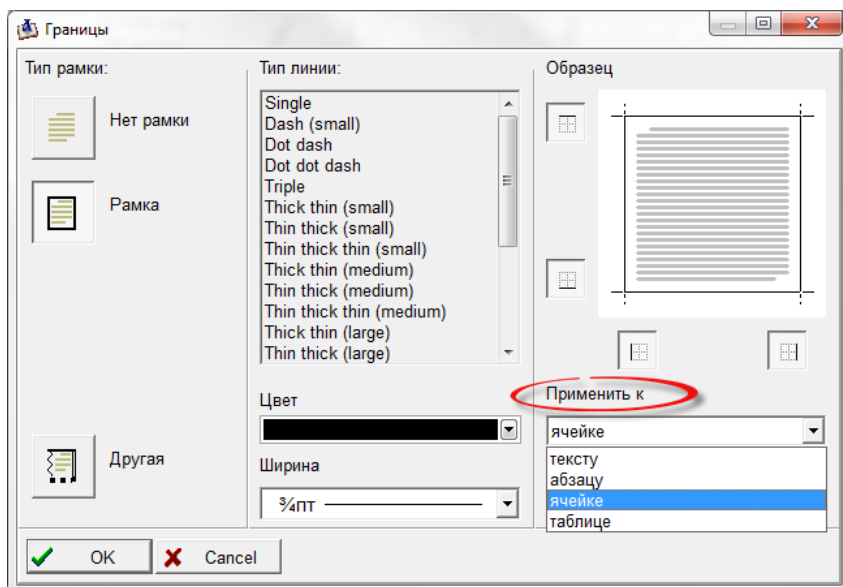 Границы
Тип рамки:
Нет рамки
Рамка
Другая
Тип линии:
Single
Dash (small)
Dot dash
Dot dot dash
Triple
Thick thin (small)
Thin thick (small)
Thin thick thin (small)
Thick thin (medium)
Thin thick (medium)
Thin thick thin (medium)
Thick thin (large)
Thin thick (large)
Цвет
Ширина
¾пт
Образец
Применить к
ячейке
тексту
абзацу
ячейке
таблице
OK
Cancel